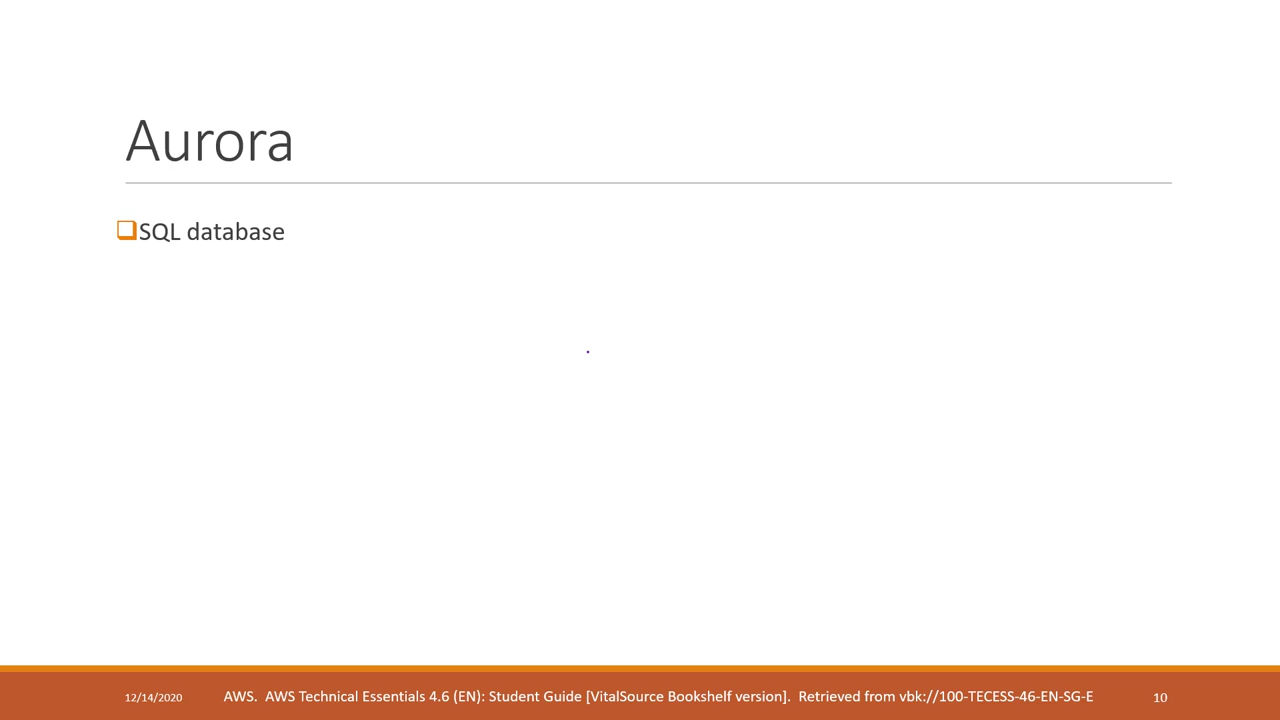 Aurora
SQL database
12/14/2020
AWS.  AWS Technical Essentials 4.6 (EN): Student Guide [VitalSource Bookshelf version].  Retrieved from vbk://100-TECESS-46-EN-SG-E
10